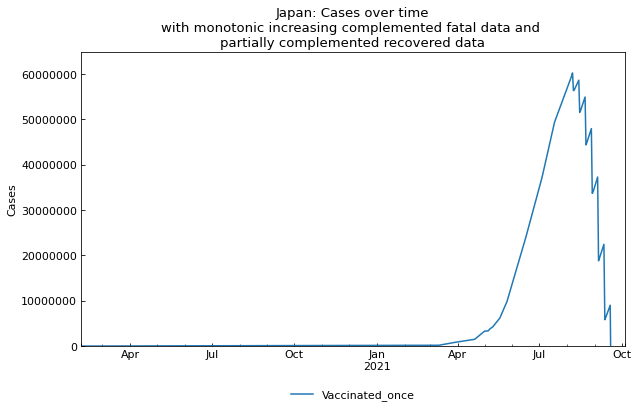 Japan: Cases over time
with monotonic increasing complemented fatal data and
partially complemented recovered data
60000000
50000000
40000000
30000000
20000000
10000000
0
Cases
Apr Jul Oct Jan Apr Jul Oct
2021
Vaccinated_once